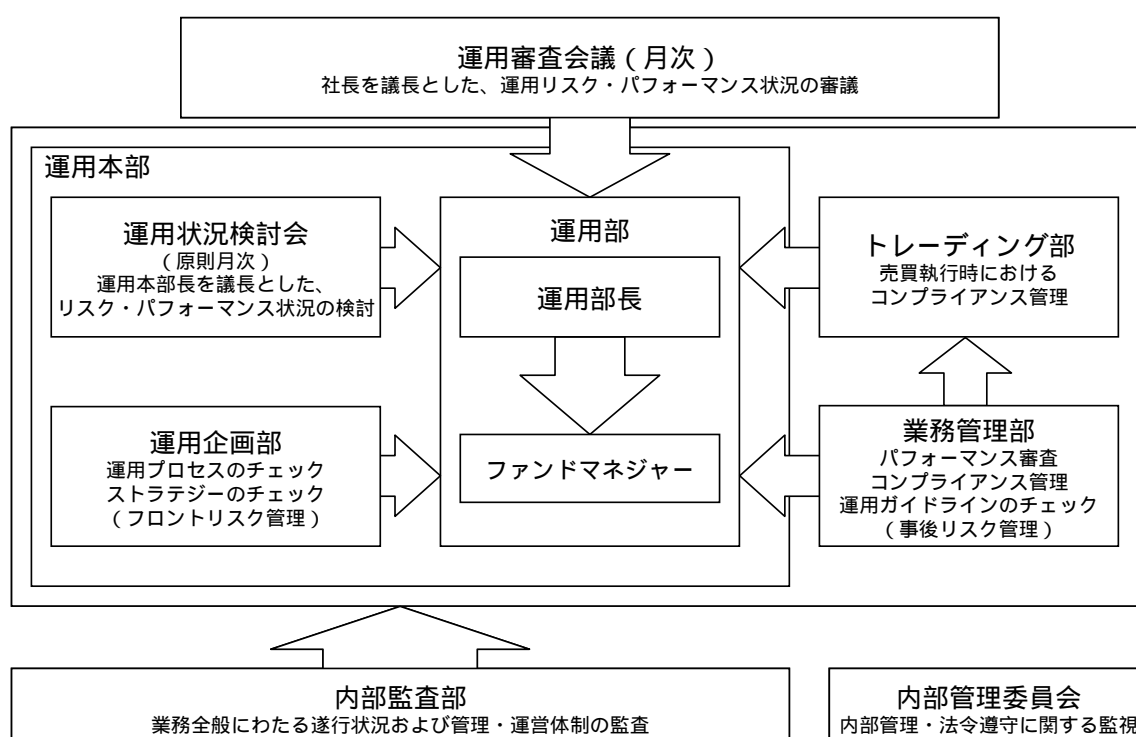 運用審査会議(月次)
社長を議長とした、運用リスク・パフォーマンス状況の審議
運用本部
運用状況検討会
(原則月次)
運用本部長を議長とした、
リスク・パフォーマンス状況の検討
運用部
運用部長
トレーディング部
売買執行時における
コンプライアンス管理
運用企画部
運用プロセスのチェック
ストラテジーのチェック
(フロントリスク管理)
ファンドマネジャー
業務管理部
パフォーマンス審査
コンプライアンス管理
運用ガイドラインのチェック
(事後リスク管理)
内部監査部
業務全般にわたる遂行状況および管理・運営体制の監査
内部管理委員会
内部管理・法令遵守に関する監視